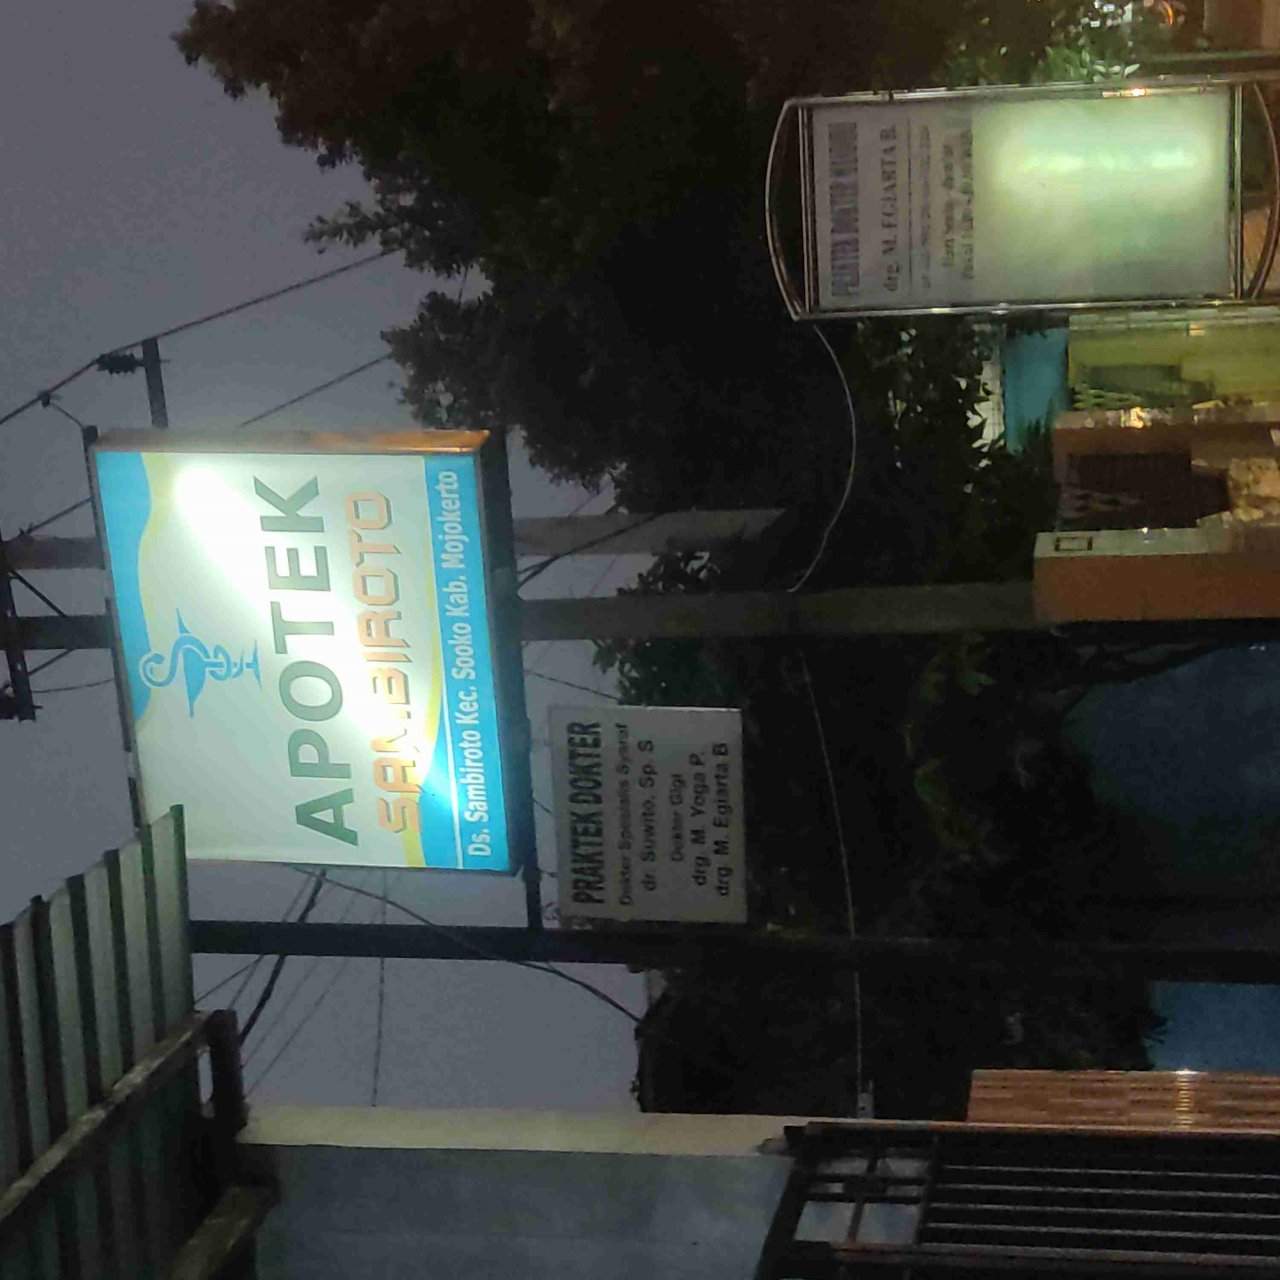 APOTEK
SAMBIROTO
Ds. Sambiroto Kec. Sooko Kab. Mojokerto
PRAKTEK DOKTER
Dokter Spesialis Syaraf
dr. Suwito, Sp. S
Dokter Gigi
drg. M. Yoga P.
drg. M. Egiarta B
DOKTER
drg. M. EGIARTA B.